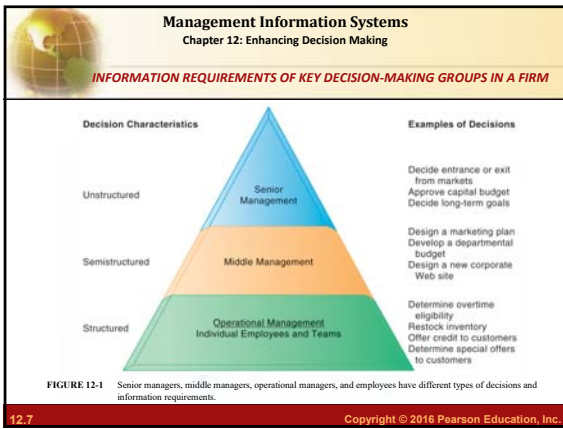 Management Information Systems
Chapter 12: Enhancing Decision Making
INFORMATION REQUIREMENTS OF KEY DECISION-MAKING GROUPS IN A FIRM
Decision Characteristics
Examples of Decisions
Unstructured
Senior
Management
Decide entrance or exit
from markets
Approve capital budget
Decide long-term goals
Semistructured
Middle Management
Design a marketing plan
Develop a departmental
budget
Design a new corporate
Web site
Structured
Operational Management
Individual Employees and Teams
Determine overtime
eligibility
Restock inventory
Offer credit to customers
Determine special offers
to customers
FIGURE 12-1 Senior managers, middle managers, operational managers, and employees have different types of decisions and
information requirements.
12.7
Copyright © 2016 Pearson Education, Inc.